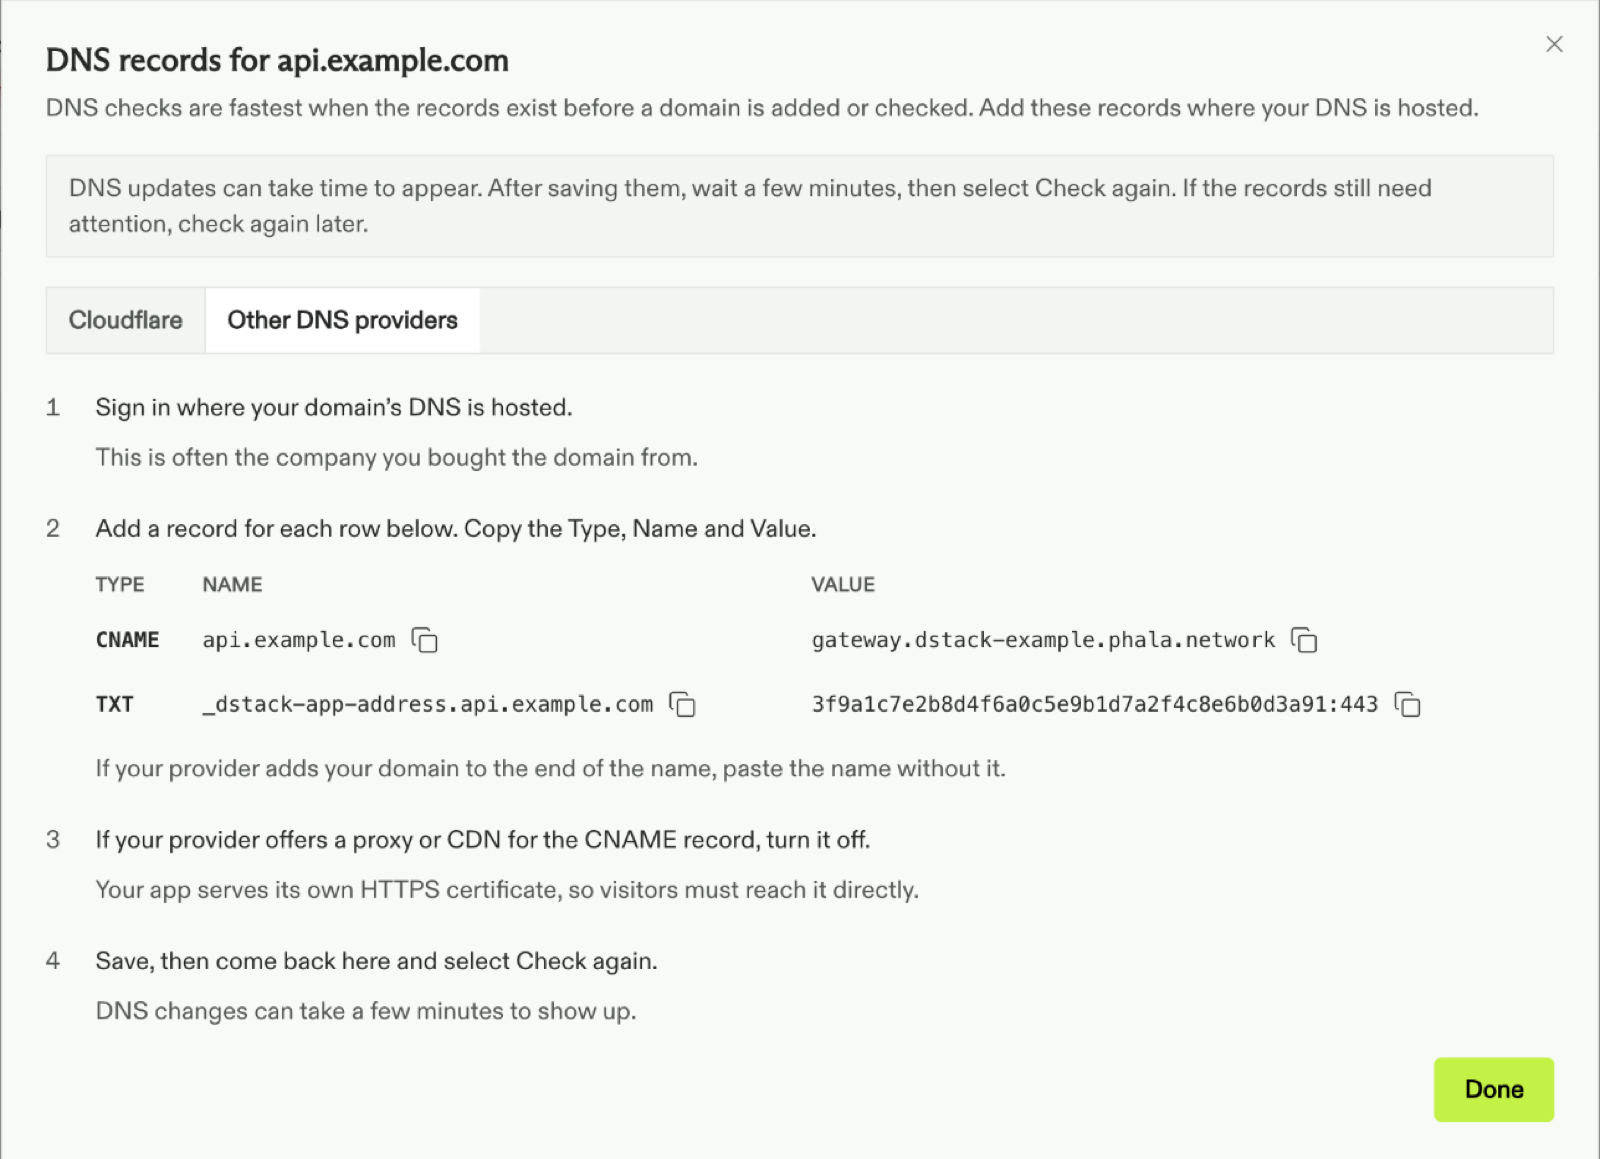 DNS records for api.example.com
DNS checks are fastest when the records exist before a domain is added or checked. Add these records where your DNS is hosted.
DNS updates can take time to appear. After saving them, wait a few minutes, then select Check again. If the records still need
attention, check again later.
Cloudflare Other DNS providers
1 Sign in where your domain’s DNS is hosted.
This is often the company you bought the domain from.
2 Add a record for each row below. Copy the Type, Name and Value.
TYPE NAME VALUE
CNAME api.example.com gateway.dstack-example.phala.network
TXT _dstack-app-address.api.example.com 3f9a1c7e2b8d4f6a0c5e9b1d7a2f4c8e6b0d3a91:443
If your provider adds your domain to the end of the name, paste the name without it.
3 If your provider offers a proxy or CDN for the CNAME record, turn it off.
Your app serves its own HTTPS certificate, so visitors must reach it directly.
4 Save, then come back here and select Check again.
DNS changes can take a few minutes to show up.
Done